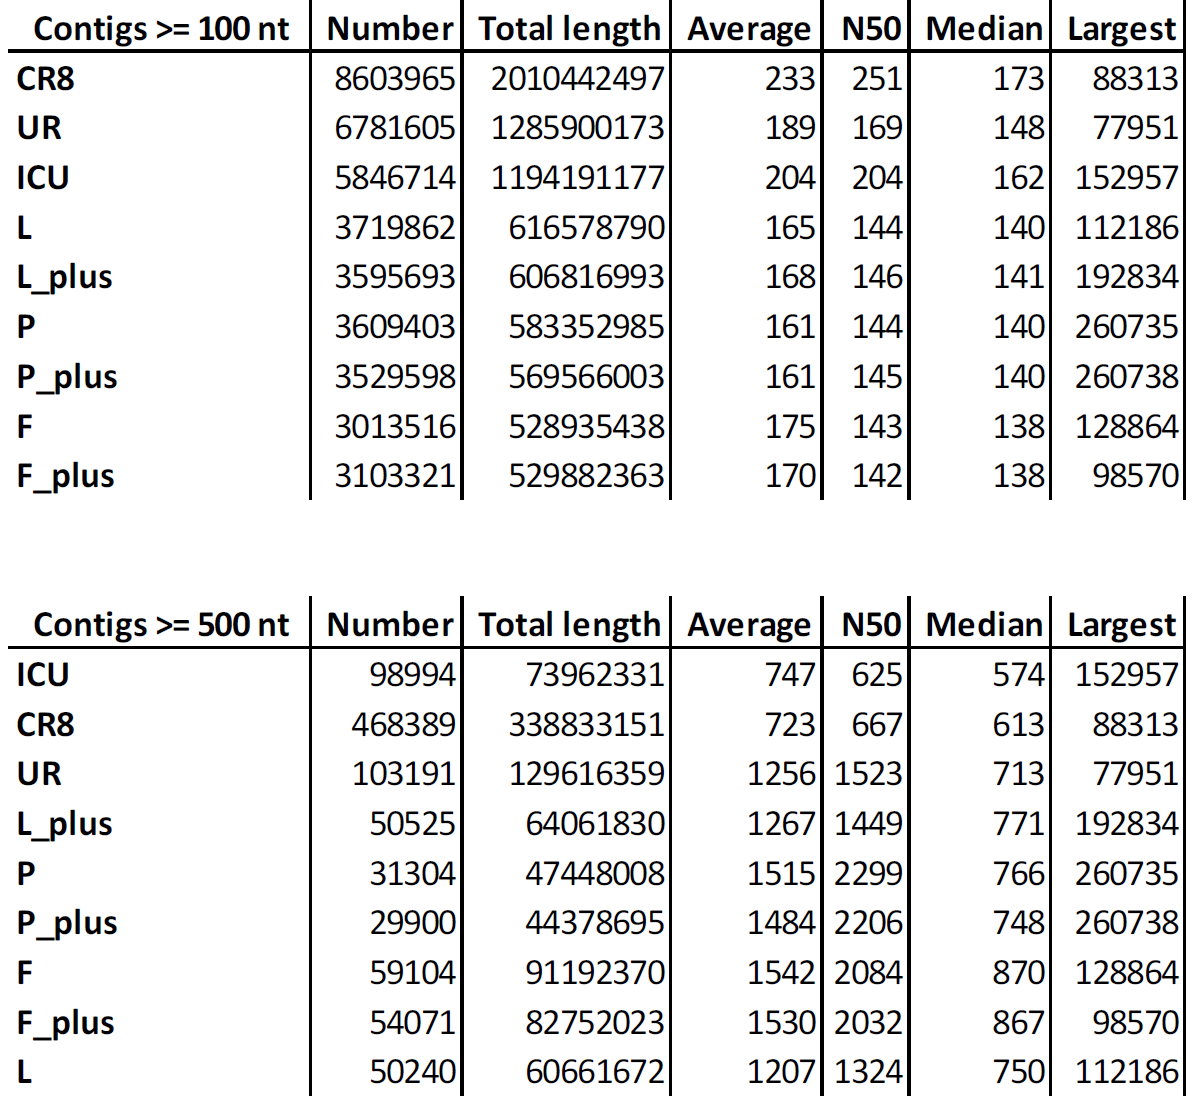 Contigs >= 100 nt Number Total length Average N50 Median Largest
CR8 8603965 2010442497 233 251 173 88313
UR 6781605 1285900173 189 169 148 77951
ICU 5846714 1194191177 204 204 162 152957
L 3719862 616578790 165 144 140 112186
L_plus 3595693 606816993 168 146 141 192834
P 3609403 583352985 161 144 140 260735
P_plus 3529598 569566003 161 145 140 260738
F 3013516 528935438 175 143 138 128864
F_plus 3103321 529882363 170 142 138 98570
Contigs >= 500 nt Number Total length Average N50 Median Largest
ICU 98994 73962331 747 625 574 152957
CR8 468389 338833151 723 667 613 88313
UR 103191 129616359 1256 1523 713 77951
L_plus 50525 64061830 1267 1449 771 192834
P 31304 47448008 1515 2299 766 260735
P_plus 29900 44378695 1484 2206 748 260738
F 59104 91192370 1542 2084 870 128864
F_plus 54071 82752023 1530 2032 867 98570
L 50240 60661672 1207 1324 750 112186